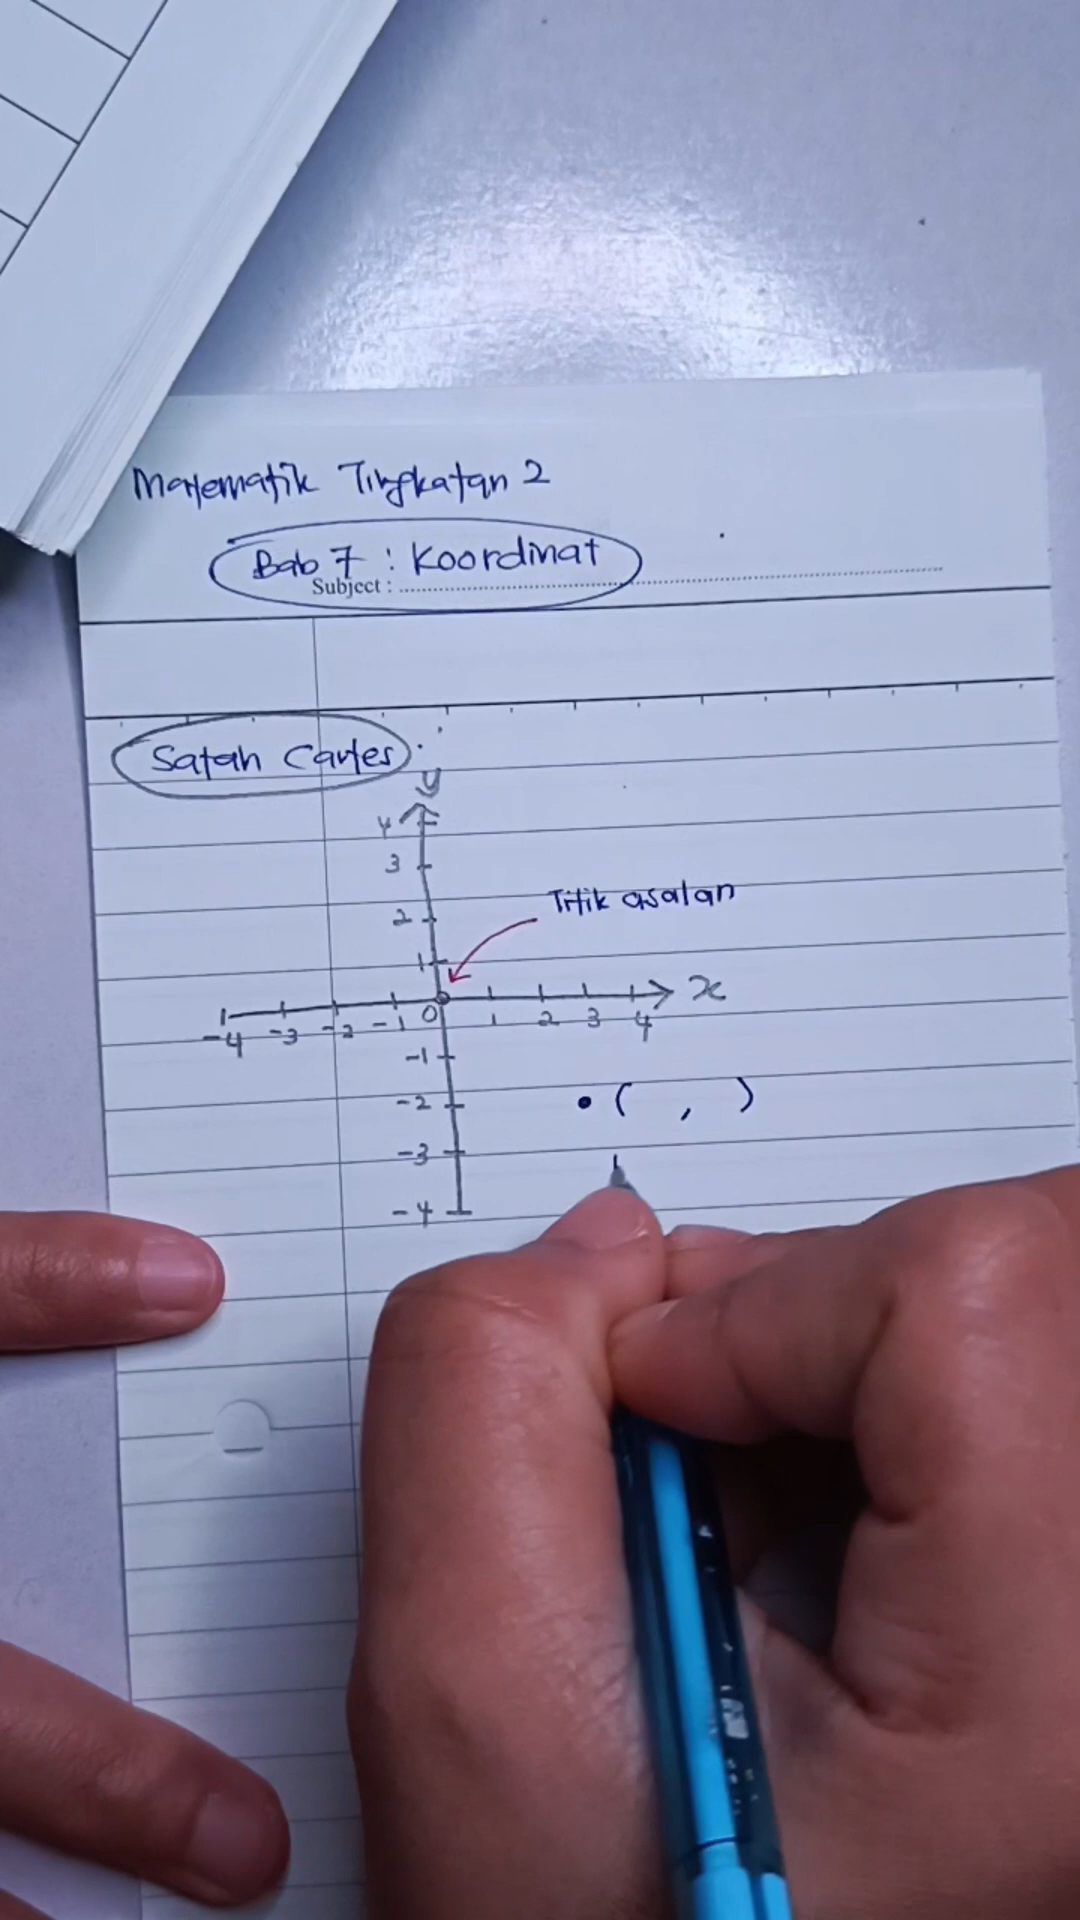 Matematik Tingkatan 2
Bab 7 : Koordinat
Subject :
Satah Cartes
y
4
3
Titik asalan
2
1
x
-4 -3 -2 -1 0 1 2 3 4
-1
-2 •( , )
-3
-4